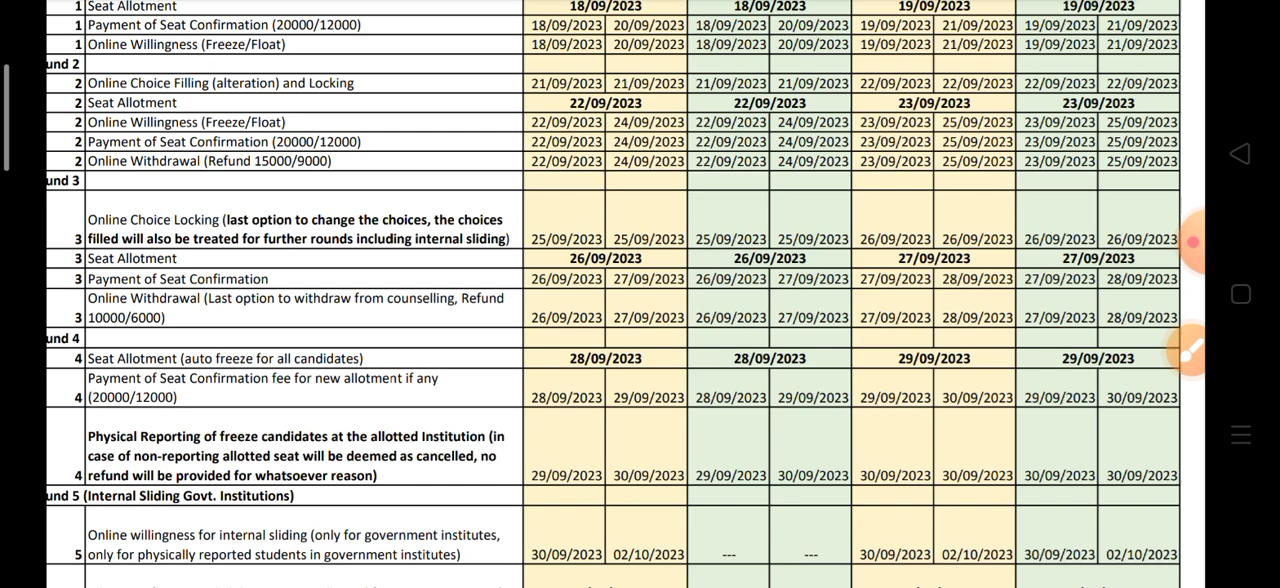 1 Seat Allotment 18/09/2023 18/09/2023 19/09/2023 19/09/2023
1 Payment of Seat Confirmation (20000/12000) 18/09/2023 20/09/2023 18/09/2023 20/09/2023 19/09/2023 21/09/2023 19/09/2023 21/09/2023
1 Online Willingness (Freeze/Float) 18/09/2023 20/09/2023 18/09/2023 20/09/2023 19/09/2023 21/09/2023 19/09/2023 21/09/2023
und 2
2 Online Choice Filling (alteration) and Locking 21/09/2023 21/09/2023 21/09/2023 21/09/2023 22/09/2023 22/09/2023 22/09/2023 22/09/2023
2 Seat Allotment 22/09/2023 22/09/2023 23/09/2023 23/09/2023
2 Online Willingness (Freeze/Float) 22/09/2023 24/09/2023 22/09/2023 24/09/2023 23/09/2023 25/09/2023 23/09/2023 25/09/2023
2 Payment of Seat Confirmation (20000/12000) 22/09/2023 24/09/2023 22/09/2023 24/09/2023 23/09/2023 25/09/2023 23/09/2023 25/09/2023
2 Online Withdrawal (Refund 15000/9000) 22/09/2023 24/09/2023 22/09/2023 24/09/2023 23/09/2023 25/09/2023 23/09/2023 25/09/2023
und 3
Online Choice Locking (last option to change the choices, the choices
3 filled will also be treated for further rounds including internal sliding) 25/09/2023 25/09/2023 25/09/2023 25/09/2023 26/09/2023 26/09/2023 26/09/2023 26/09/2023
3 Seat Allotment 26/09/2023 26/09/2023 27/09/2023 27/09/2023
3 Payment of Seat Confirmation 26/09/2023 27/09/2023 26/09/2023 27/09/2023 27/09/2023 28/09/2023 27/09/2023 28/09/2023
Online Withdrawal (Last option to withdraw from counselling, Refund
3 10000/6000) 26/09/2023 27/09/2023 26/09/2023 27/09/2023 27/09/2023 28/09/2023 27/09/2023 28/09/2023
und 4
4 Seat Allotment (auto freeze for all candidates) 28/09/2023 28/09/2023 29/09/2023 29/09/2023
Payment of Seat Confirmation fee for new allotment if any
4 (20000/12000) 28/09/2023 29/09/2023 28/09/2023 29/09/2023 29/09/2023 30/09/2023 29/09/2023 30/09/2023
Physical Reporting of freeze candidates at the allotted Institution (in
case of non-reporting allotted seat will be deemed as cancelled, no
4 refund will be provided for whatsoever reason) 29/09/2023 30/09/2023 29/09/2023 30/09/2023 30/09/2023 30/09/2023 30/09/2023 30/09/2023
und 5 (Internal Sliding Govt. Institutions)
Online willingness for internal sliding (only for government institutes,
5 only for physically reported students in government institutes) 30/09/2023 02/10/2023 --- --- 30/09/2023 02/10/2023 30/09/2023 02/10/2023